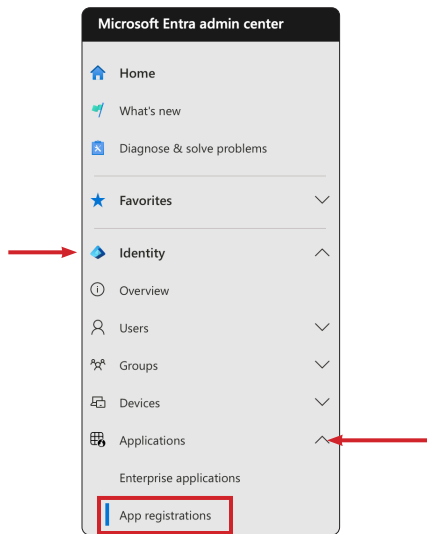 Microsoft Entra admin center
Home
What's new
Diagnose & solve problems
Favorites
Identity
Overview
Users
Groups
Devices
Applications
Enterprise applications
App registrations